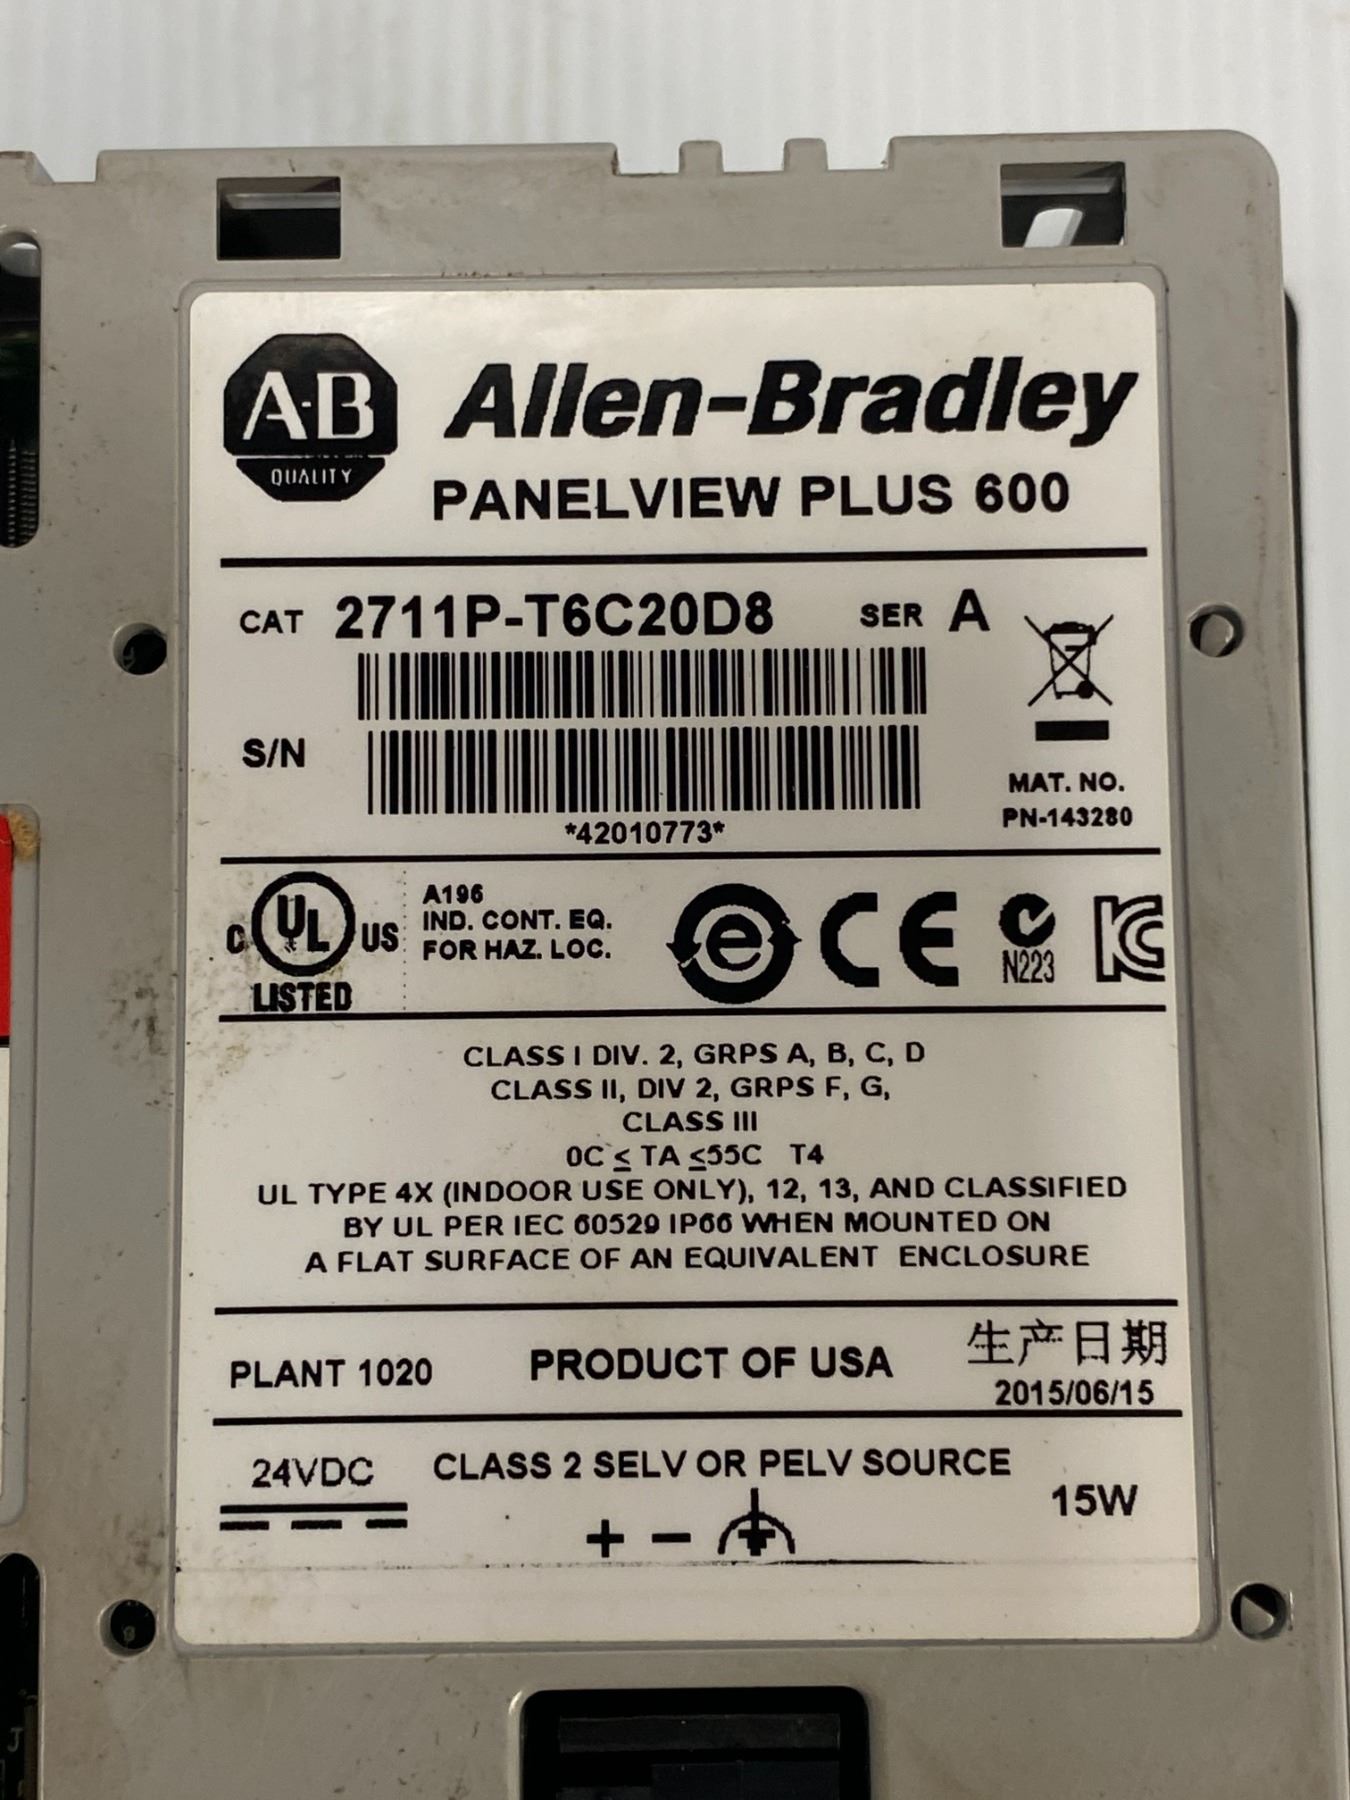 A-B
QUALITY
Allen-Bradley
PANELVIEW PLUS 600
CAT 2711P-T6C20D8 SER A
S/N
*42010773*
MAT. NO.
PN-143280
C UL US
LISTED
A196
IND. CONT. EQ.
FOR HAZ. LOC.
e CE
N223
KC
CLASS I DIV. 2, GRPS A, B, C, D
CLASS II, DIV 2, GRPS F, G,
CLASS III
0C ≤ TA ≤55C T4
UL TYPE 4X (INDOOR USE ONLY), 12, 13, AND CLASSIFIED
BY UL PER IEC 60529 IP66 WHEN MOUNTED ON
A FLAT SURFACE OF AN EQUIVALENT ENCLOSURE
PLANT 1020 PRODUCT OF USA
生产日期
2015/06/15
24VDC CLASS 2 SELV OR PELV SOURCE
15W
+ −